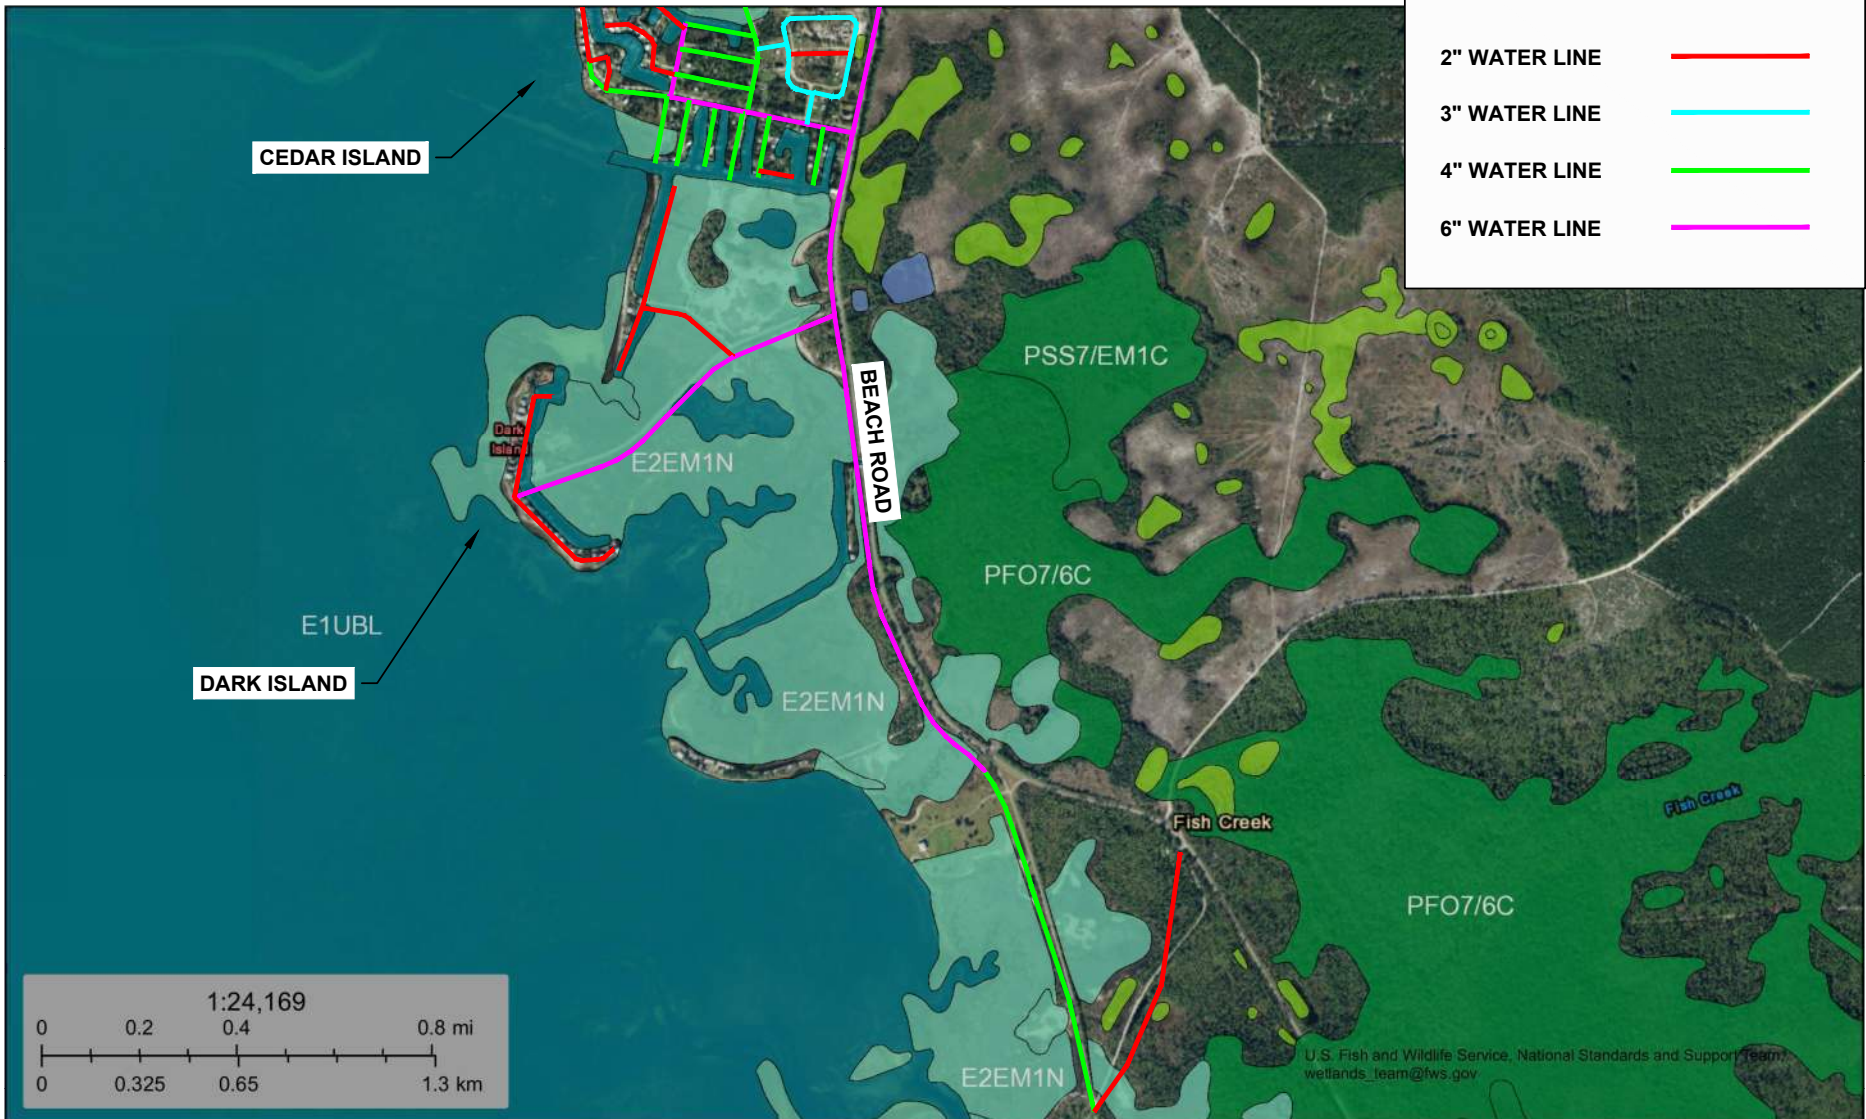 2" WATER LINE
3" WATER LINE
4" WATER LINE
6" WATER LINE
CEDAR ISLAND
PSS7/EM1C
BEACH ROAD
Dark
Island
E2EM1N
PFO7/6C
E1UBL
DARK ISLAND
E2EM1N
Fish Creek
Fish Creek
PFO7/6C
1:24,169
0 0.2 0.4 0.8 mi
0 0.325 0.65 1.3 km
E2EM1N
U.S. Fish and Wildlife Service, National Standards and Support Team,
wetlands_team@fws.gov